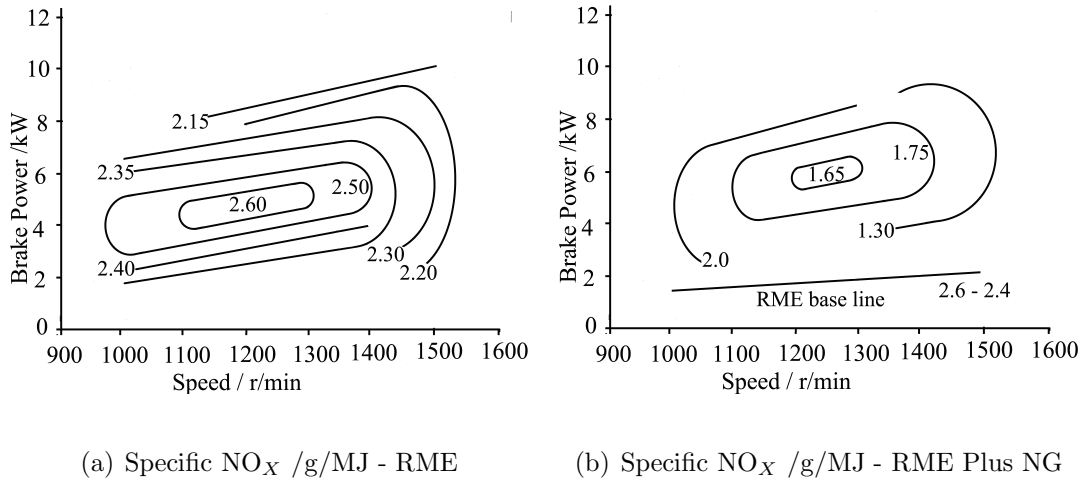 12
10
8
6
4
2
0
Brake Power /kW
2.15
2.35
2.50
2.60
2.40
2.30
2.20
900 1000 1100 1200 1300 1400 1500 1600
Speed / r/min
(a) Specific NOX /g/MJ - RME
12
10
8
6
4
2
0
Brake Power /kW
1.75
1.65
1.30
2.0
RME base line
2.6 - 2.4
900 1000 1100 1200 1300 1400 1500 1600
Speed / r/min
(b) Specific NOX /g/MJ - RME Plus NG